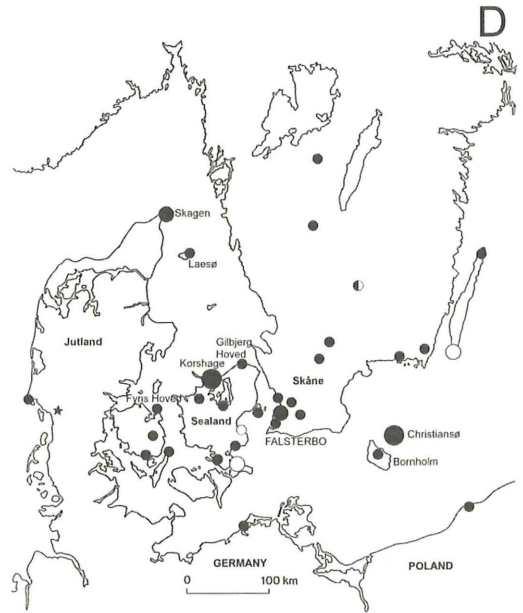 D
Skagen
Laesø
Jutland
Gilbjerg
Hoved
Korshage
Skåne
Fyns Hoved
Sealand
FALSTERBO
Christiansø
Bornholm
GERMANY
POLAND
0 100 km